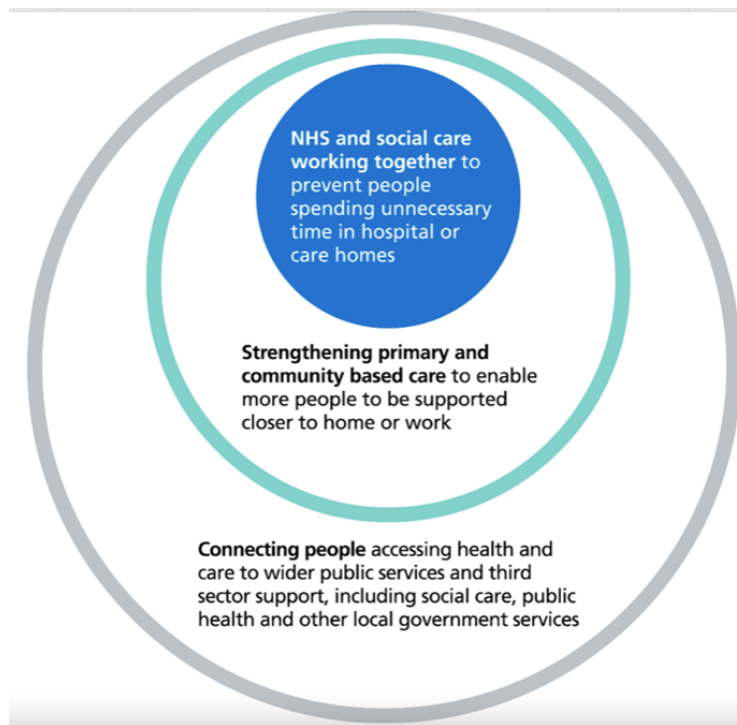 NHS and social care
working together to
prevent people
spending unnecessary
time in hospital or
care homes
Strengthening primary and
community based care to enable
more people to be supported
closer to home or work
Connecting people accessing health and
care to wider public services and third
sector support, including social care, public
health and other local government services